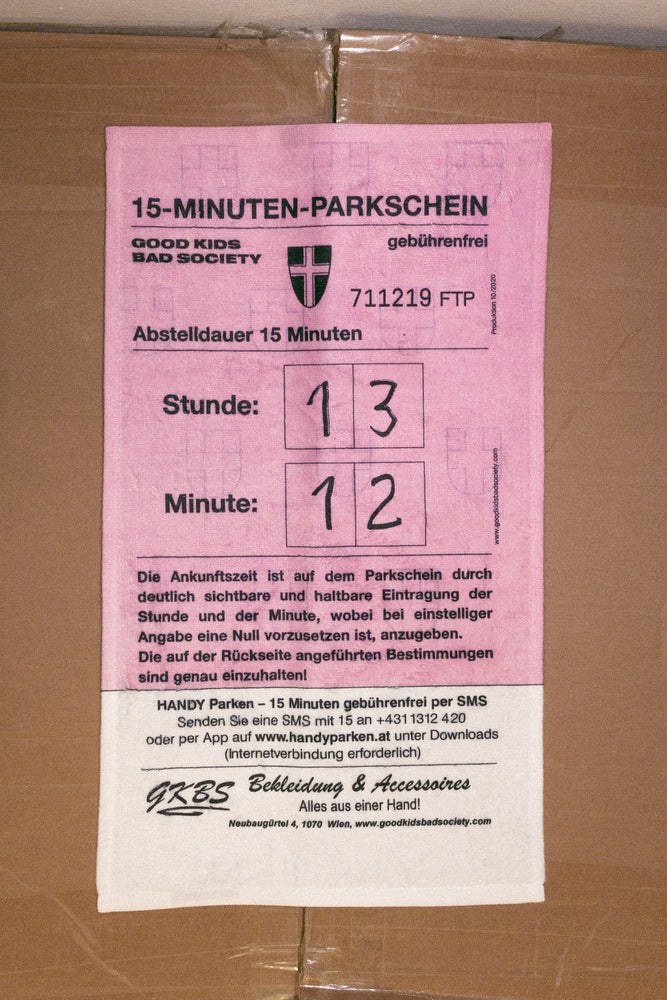 15-MINUTEN-PARKSCHEIN
GOOD KIDS
BAD SOCIETY
gebührenfrei
711219 FTP
Produktion 10/2020
Abstelldauer 15 Minuten
Stunde: 13
Minute: 12
www.goodkidsbadsociety.com
Die Ankunftszeit ist auf dem Parkschein durch
deutlich sichtbare und haltbare Eintragung der
Stunde und der Minute, wobei bei einstelliger
Angabe eine Null vorzusetzen ist, anzugeben.
Die auf der Rückseite angeführten Bestimmungen
sind genau einzuhalten!
HANDY Parken – 15 Minuten gebührenfrei per SMS
Senden Sie eine SMS mit 15 an +4311312 420
oder per App auf www.handyparken.at unter Downloads
(Internetverbindung erforderlich)
GKBS Bekleidung & Accessoires
Alles aus einer Hand!
Neubaugürtel 4, 1070 Wien, www.goodkidsbadsociety.com